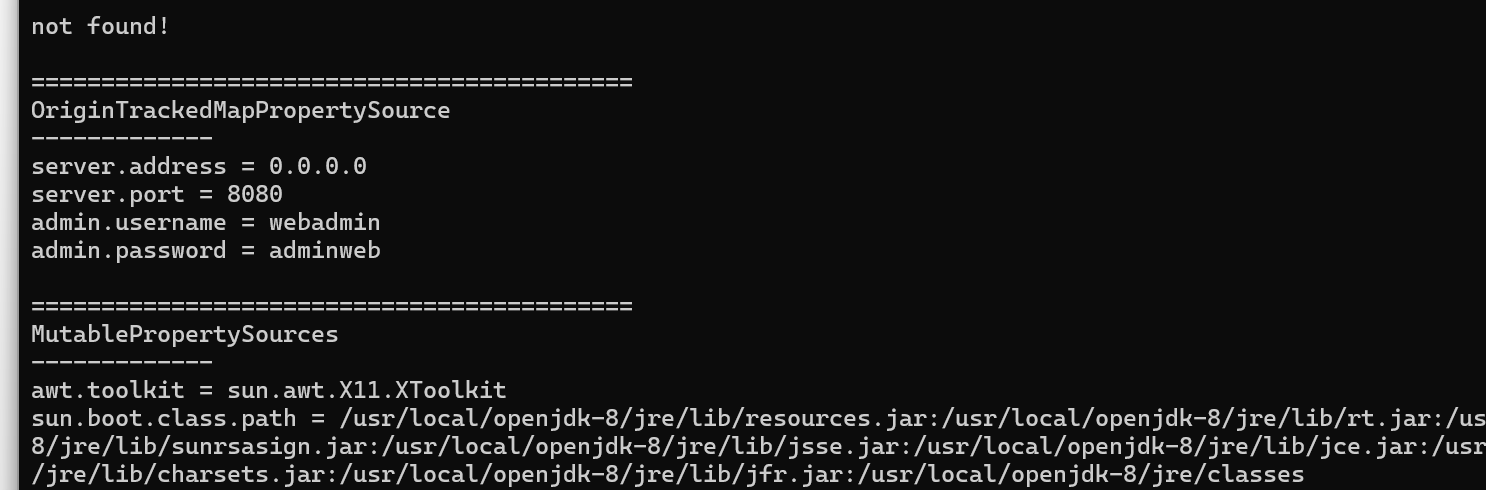 not found!
===========================================
OriginTrackedMapPropertySource
-------------
server.address = 0.0.0.0
server.port = 8080
admin.username = webadmin
admin.password = adminweb
===========================================
MutablePropertySources
-------------
awt.toolkit = sun.awt.X11.XToolkit
sun.boot.class.path = /usr/local/openjdk-8/jre/lib/resources.jar:/usr/local/openjdk-8/jre/lib/rt.jar:/us
8/jre/lib/sunrsasign.jar:/usr/local/openjdk-8/jre/lib/jsse.jar:/usr/local/openjdk-8/jre/lib/jce.jar:/usr
/jre/lib/charsets.jar:/usr/local/openjdk-8/jre/lib/jfr.jar:/usr/local/openjdk-8/jre/classes